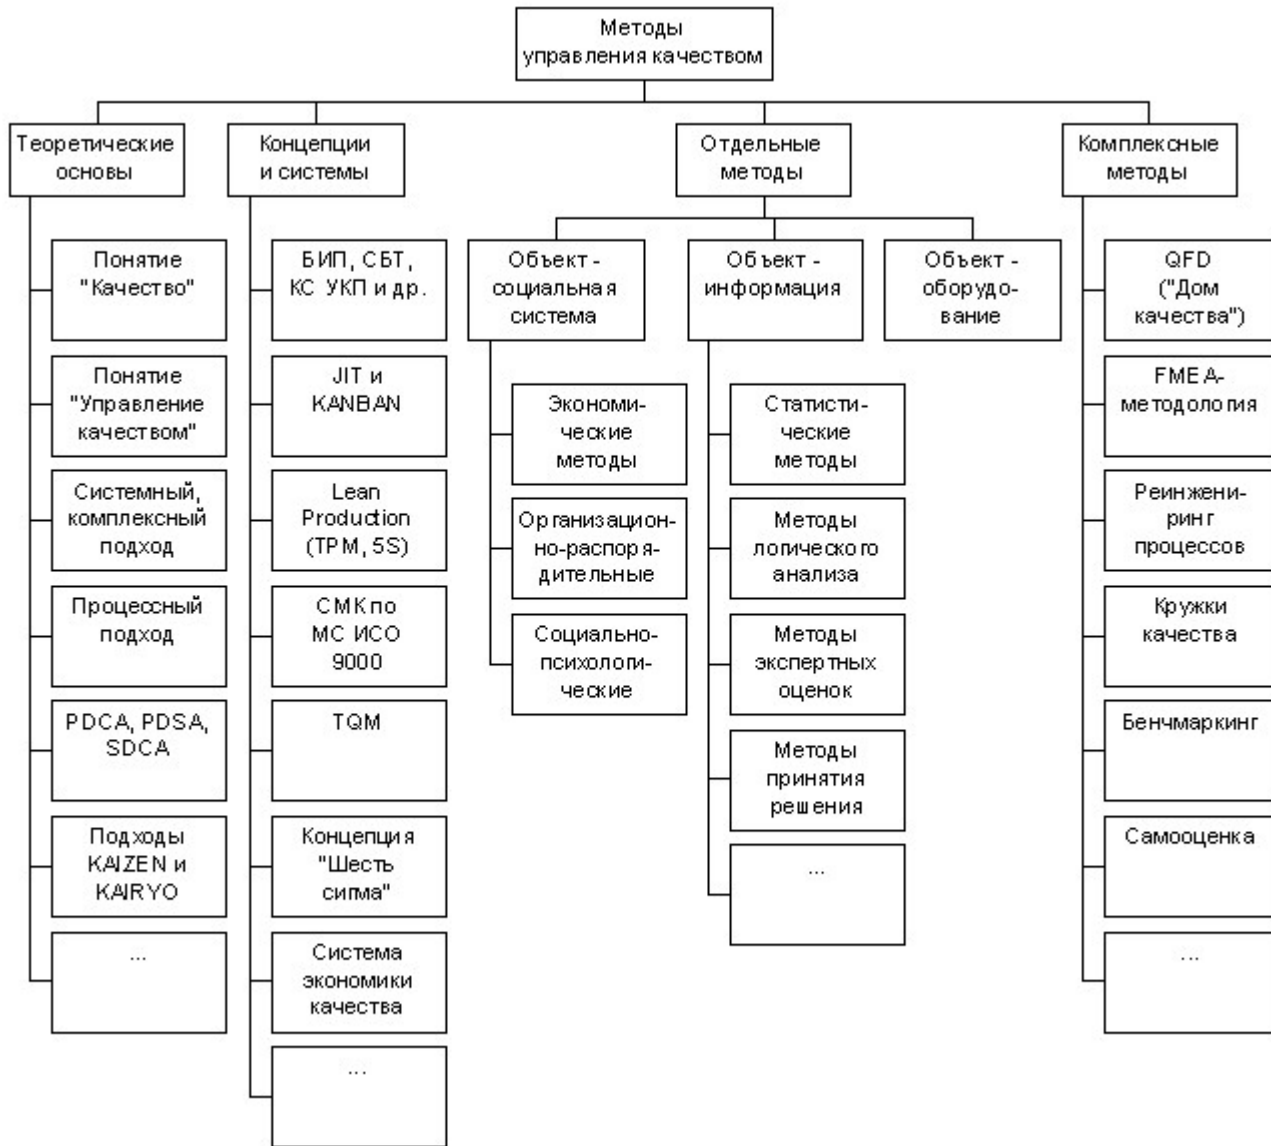 Методы
управления качеством
Теоретические
основы
Концепции
и системы
Отдельные
методы
Комплексные
методы
Понятие
"Качество"
Понятие
"Управление
качеством"
Системный,
комплексный
подход
Процессный
подход
PDCA, PDSA,
SDCA
Подходы
KAIZEN и
KAIRYO
...
БИП, СБТ,
КС УКП и др.
JIT и
KANBAN
Lean
Production
(TPM, 5S)
СМК по
МС ИСО
9000
TQM
Концепция
"Шесть
сигма"
Система
экономики
качества
...
Объект -
социальная
система
Экономи-
ческие
методы
Организацион-
но-распоря-
дительные
Социально-
психологи-
ческие
Объект -
информация
Статисти-
ческие
методы
Методы
логического
анализа
Методы
экспертных
оценок
Методы
принятия
решения
...
Объект -
оборудо-
вание
QFD
("Дом
качества")
FMEA-
методология
Реинжени-
ринг
процессов
Кружки
качества
Бенчмаркинг
Самооценка
...